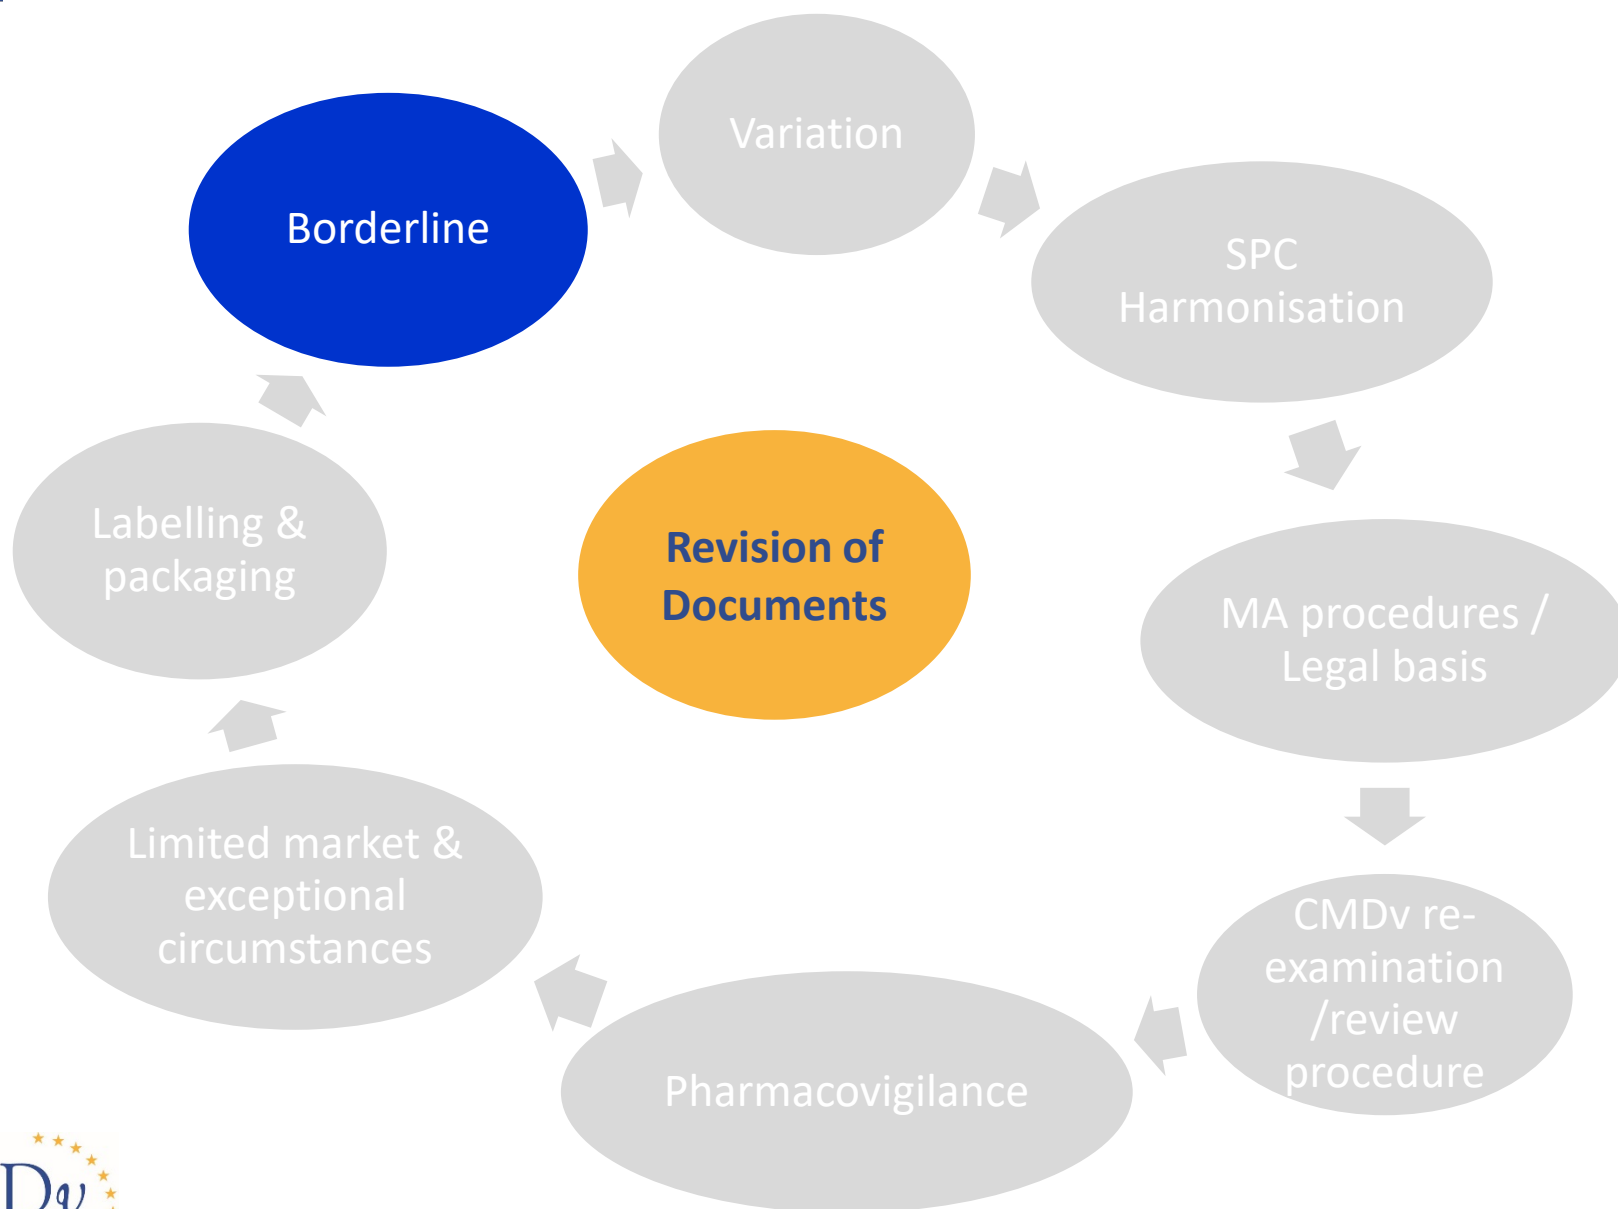 Variation
Borderline
SPC
Harmonisation
Labelling &
packaging
Revision of
Documents
MA procedures /
Legal basis
Limited market &
exceptional
circumstances
CMDv re-
examination
/review
procedure
Pharmacovigilance
Dv